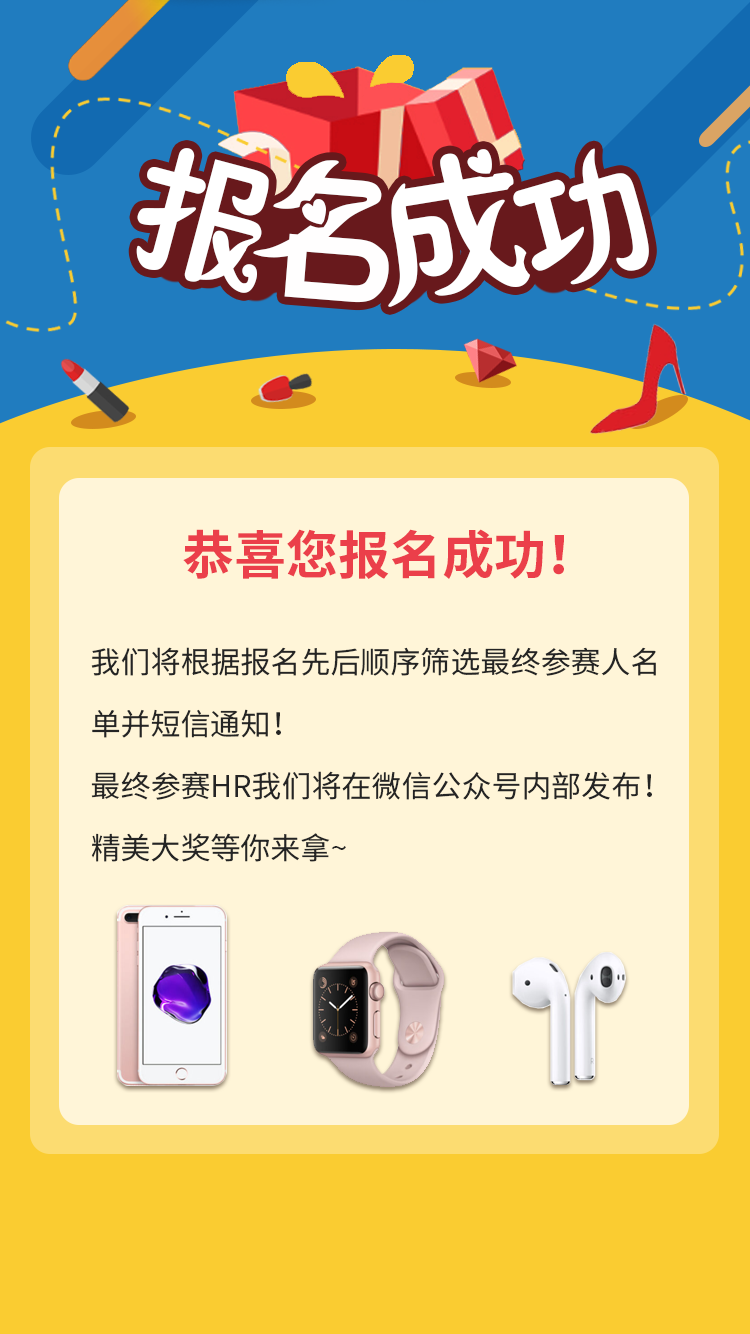 报名成功
恭喜您报名成功！
我们将根据报名先后顺序筛选最终参赛人名
单并短信通知！
最终参赛HR我们将在微信公众号内部发布！
精美大奖等你来拿~